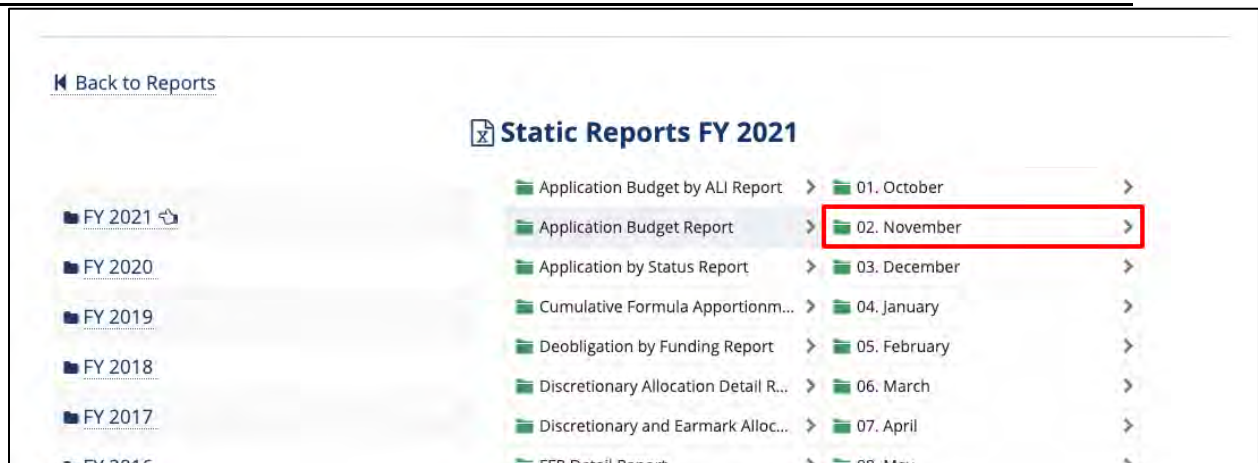 Back to Reports
Static Reports FY 2021
FY 2021
FY 2020
FY 2019
FY 2018
FY 2017
Application Budget by ALI Report
Application Budget Report
Application by Status Report
Cumulative Formula Apportionm...
Deobligation by Funding Report
Discretionary Allocation Detail R...
Discretionary and Earmark Alloc...
01. October
02. November
03. December
04. January
05. February
06. March
07. April